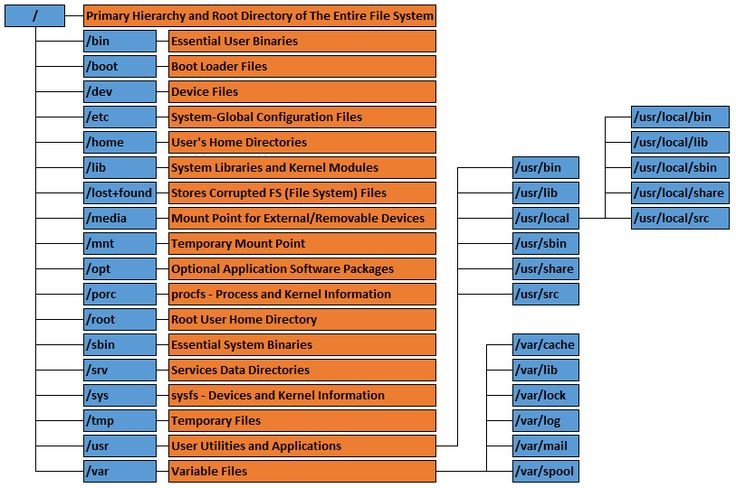 / Primary Hierarchy and Root Directory of The Entire File System
/bin Essential User Binaries
/boot Boot Loader Files
/dev Device Files
/etc System-Global Configuration Files
/home User's Home Directories
/lib System Libraries and Kernel Modules
/lost+found Stores Corrupted FS (File System) Files
/media Mount Point for External/Removable Devices
/mnt Temporary Mount Point
/opt Optional Application Software Packages
/porc procfs - Process and Kernel Information
/root Root User Home Directory
/sbin Essential System Binaries
/srv Services Data Directories
/sys sysfs - Devices and Kernel Information
/tmp Temporary Files
/usr User Utilities and Applications
/var Variable Files
/usr/bin
/usr/lib
/usr/local
/usr/sbin
/usr/share
/usr/src
/usr/local/bin
/usr/local/lib
/usr/local/sbin
/usr/local/share
/usr/local/src
/var/cache
/var/lib
/var/lock
/var/log
/var/mail
/var/spool